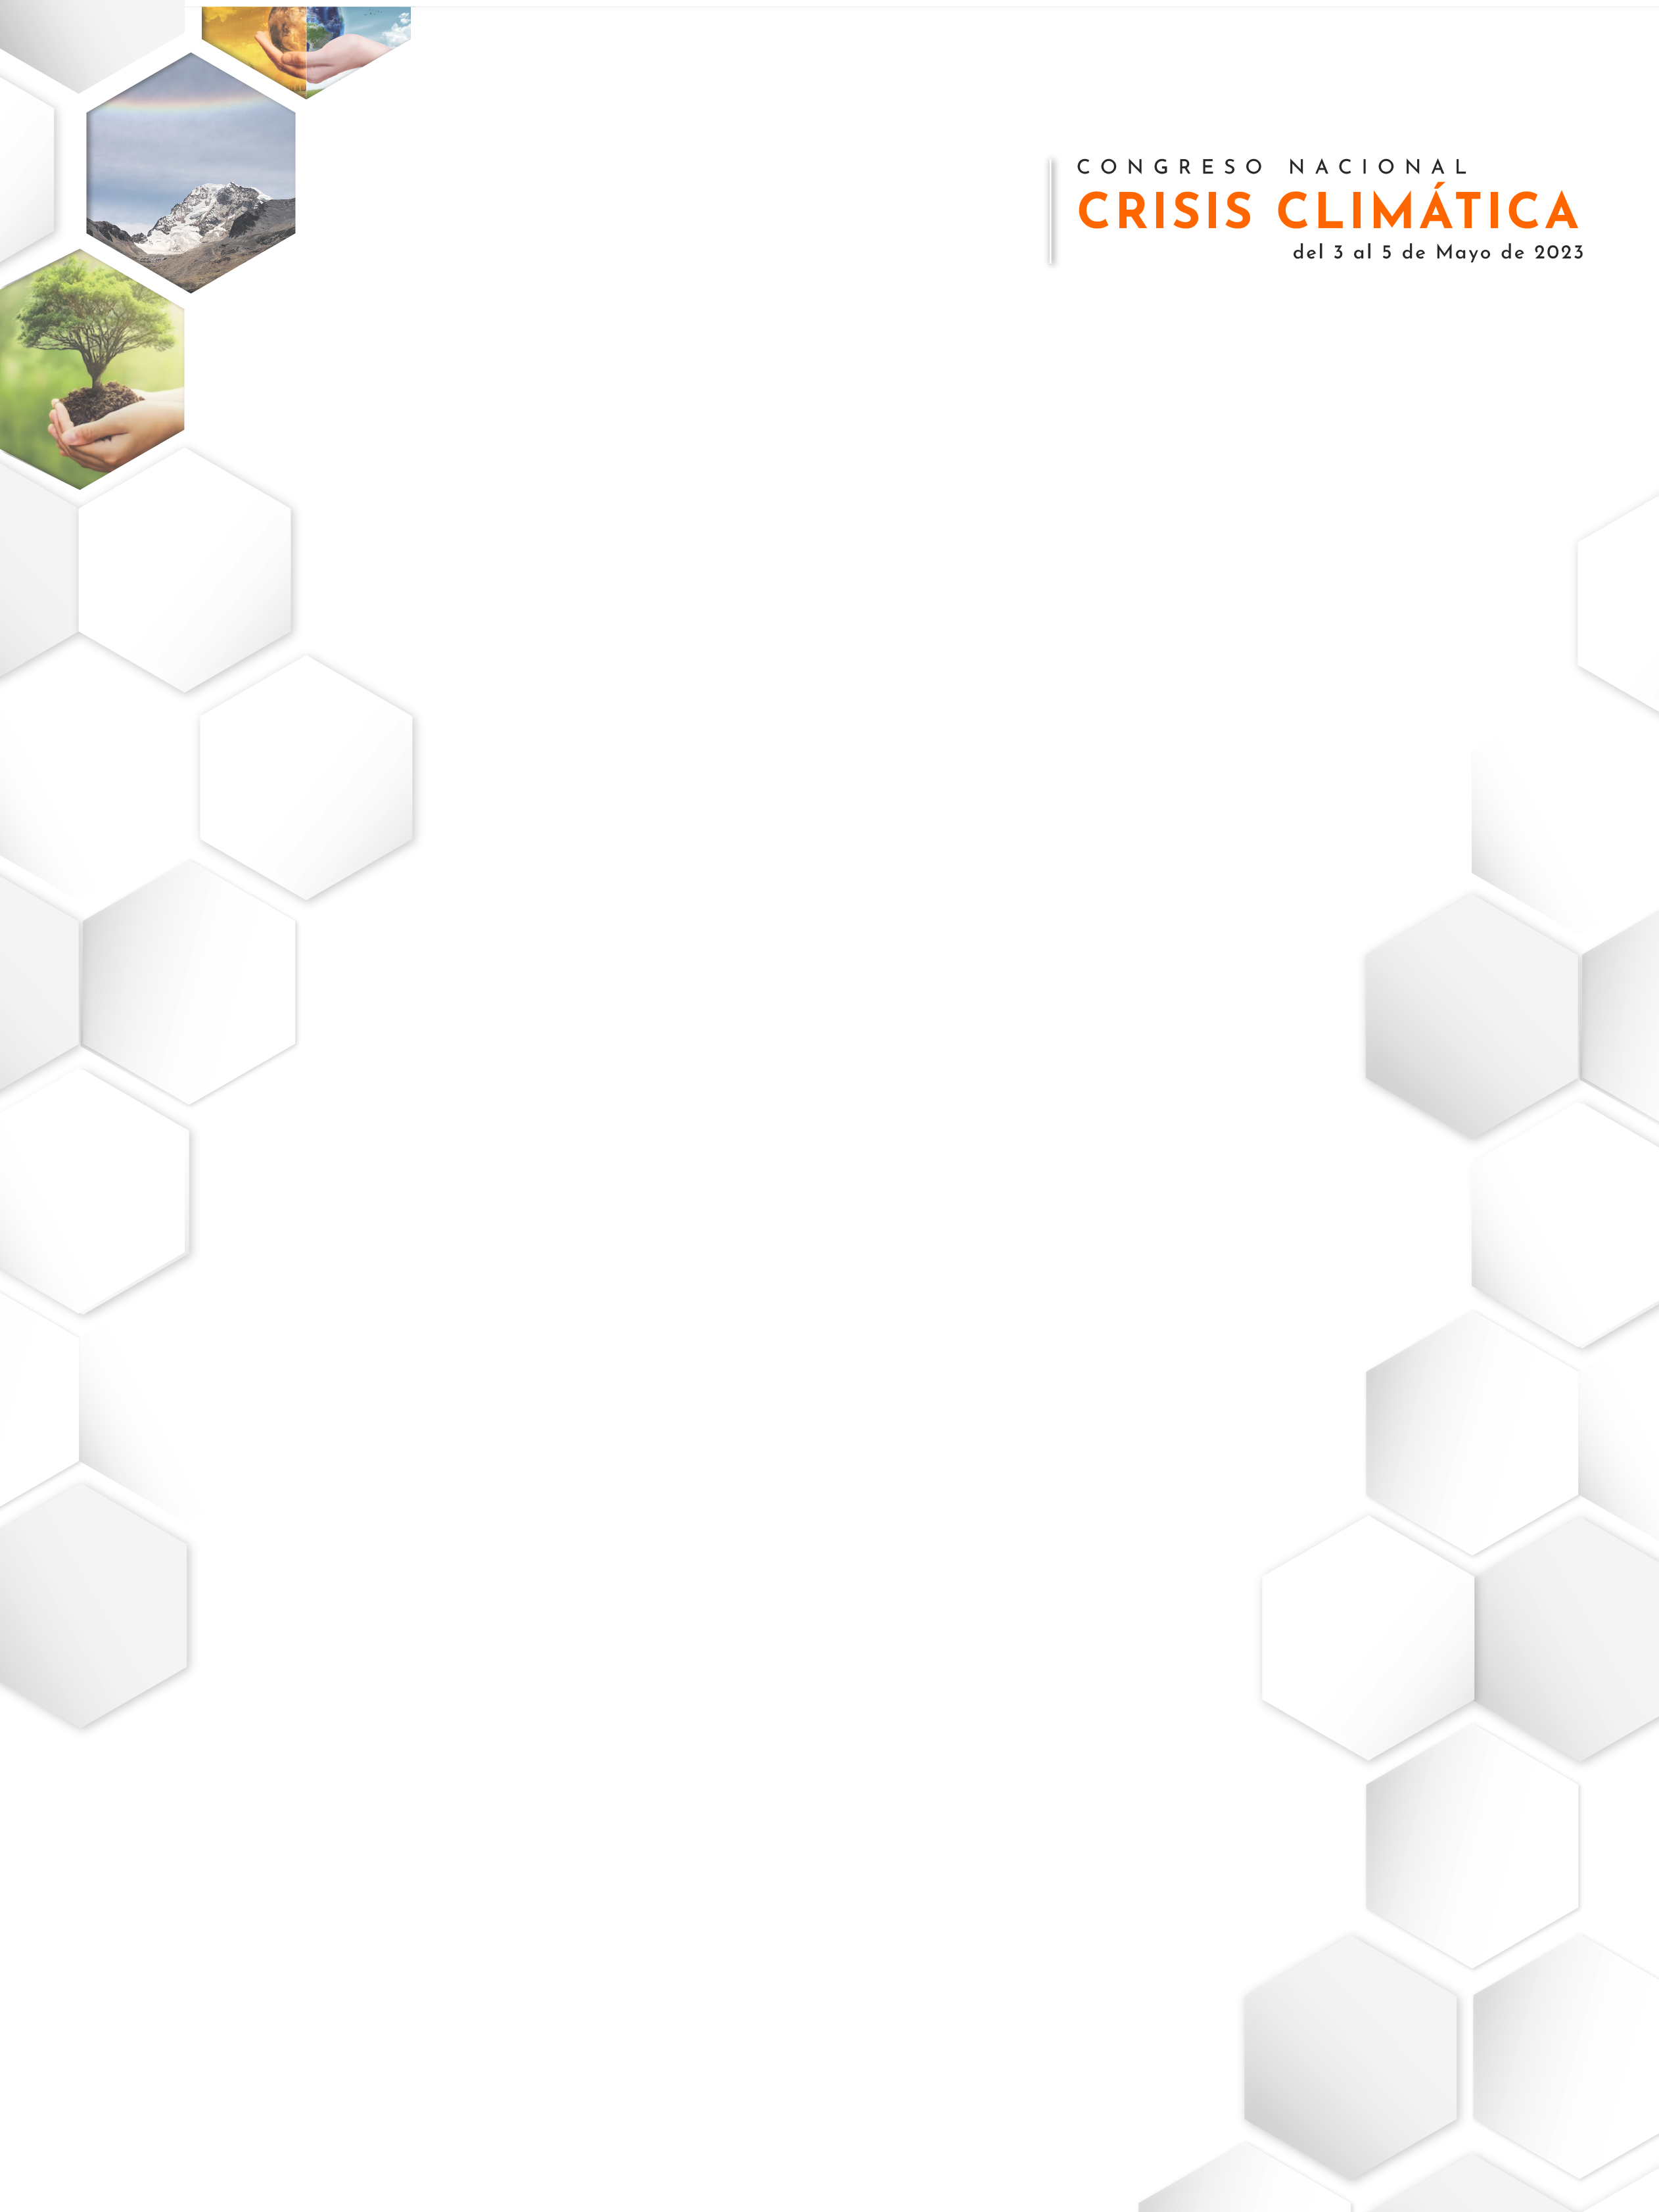 CONGRESO NACIONAL
CRISIS CLIMÁTICA
del 3 al 5 de Mayo de 2023